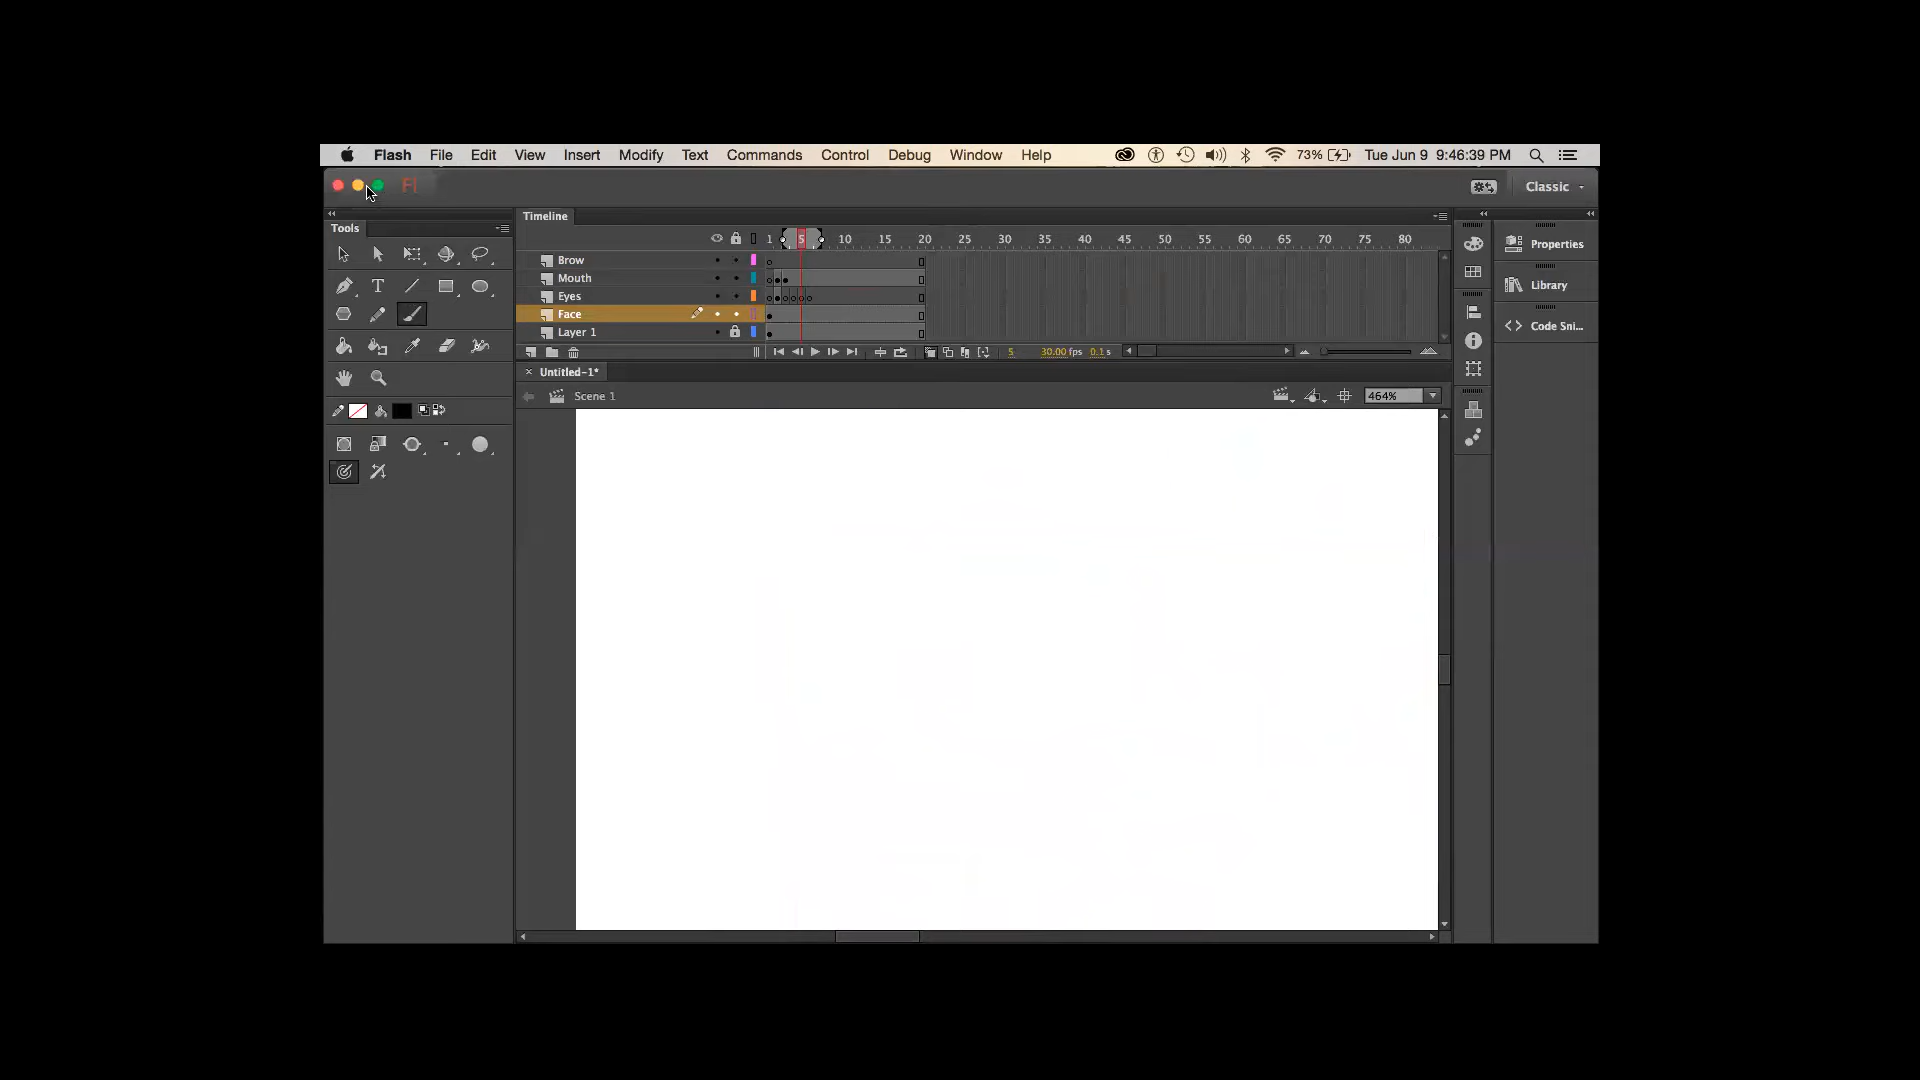 Flash File Edit View Insert Modify Text Commands Control Debug Window Help 73% Tue Jun 9 9:46:39 PM
Fl Classic
Tools
Timeline
1 5 10 15 20 25 30 35 40 45 50 55 60 65 70 75 80
Brow
Mouth
Eyes
Face
Layer 1
5 30.00 fps 0.1 s
Untitled-1*
Scene 1
464%
Properties
Library
Code Sni...
T